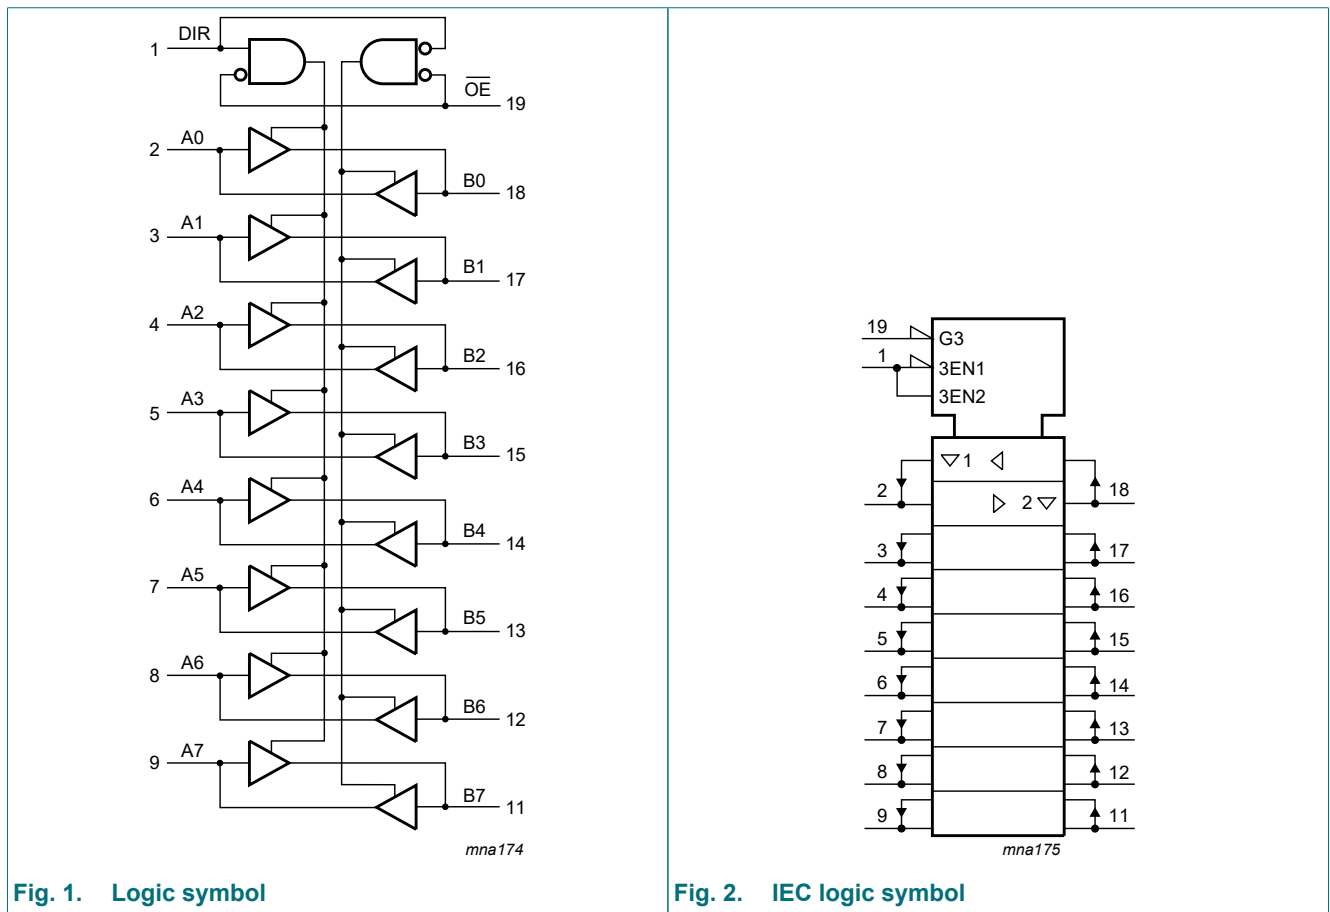 DIR
1
OE
19
A0
2
B0
18
A1
3
B1
17
A2
4
B2
16
A3
5
B3
15
A4
6
B4
14
A5
7
B5
13
A6
8
B6
12
A7
9
B7
11
mna174
Fig. 1. Logic symbol
19
G3
1
3EN1
3EN2
1
2
18
2
3
17
4
16
5
15
6
14
7
13
8
12
9
11
mna175
Fig. 2. IEC logic symbol